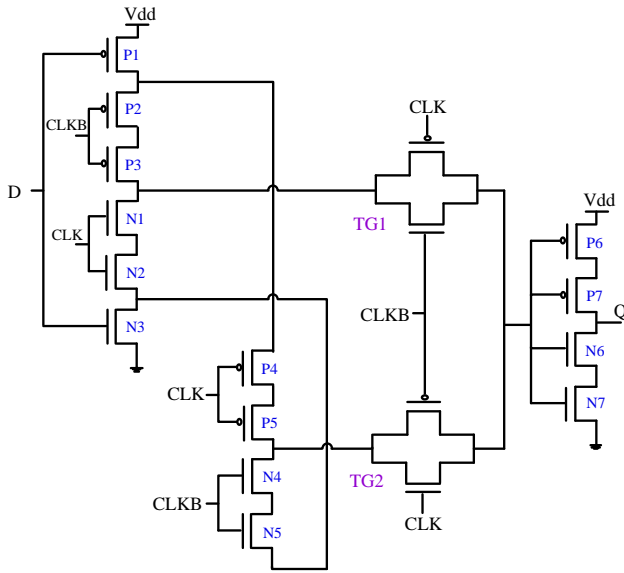 Vdd
P1
P2
CLKB
P3
D
N1
CLK
N2
N3
CLK
TG1
CLKB
Vdd
P6
P7
Q
N6
N7
P4
CLK
P5
N4
CLKB
N5
TG2
CLK